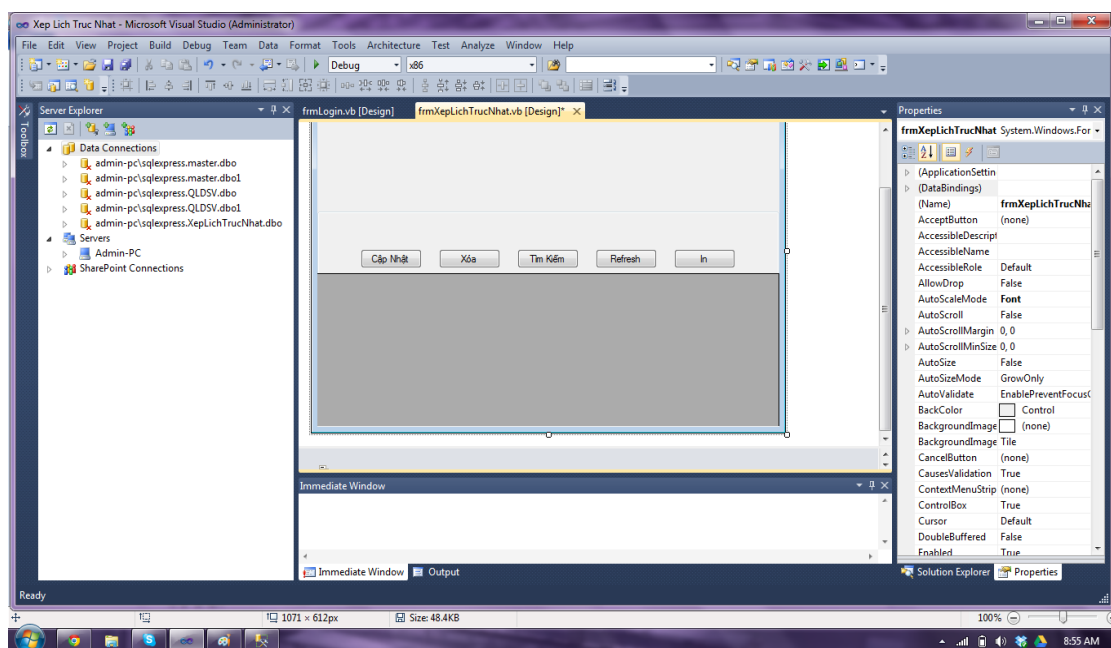 Xep Lich Truc Nhat - Microsoft Visual Studio (Administrator)
File Edit View Project Build Debug Team Data Format Tools Architecture Test Analyze Window Help
Debug x86
Toolbox
Server Explorer
Data Connections
admin-pc\sqlexpress.master.dbo
admin-pc\sqlexpress.master.dbo1
admin-pc\sqlexpress.QLDSV.dbo
admin-pc\sqlexpress.QLDSV.dbo1
admin-pc\sqlexpress.XepLichTrucNhat.dbo
Servers
Admin-PC
SharePoint Connections
frmLogin.vb [Design] frmXepLichTrucNhat.vb [Design]*
Cập Nhật Xóa Tìm Kiếm Refresh In
Immediate Window
Immediate Window Output
Properties
frmXepLichTrucNhat System.Windows.For
(ApplicationSettin
(DataBindings)
(Name) frmXepLichTrucNha
AcceptButton (none)
AccessibleDescript
AccessibleName
AccessibleRole Default
AllowDrop False
AutoScaleMode Font
AutoScroll False
AutoScrollMargin 0, 0
AutoScrollMinSize 0, 0
AutoSize False
AutoSizeMode GrowOnly
AutoValidate EnablePreventFocusC
BackColor Control
BackgroundImage (none)
BackgroundImage Tile
CancelButton (none)
CausesValidation True
ContextMenuStrip (none)
ControlBox True
Cursor Default
DoubleBuffered False
Enabled True
Solution Explorer Properties
Ready
1071 × 612px Size: 48.4KB 100%
8:55 AM